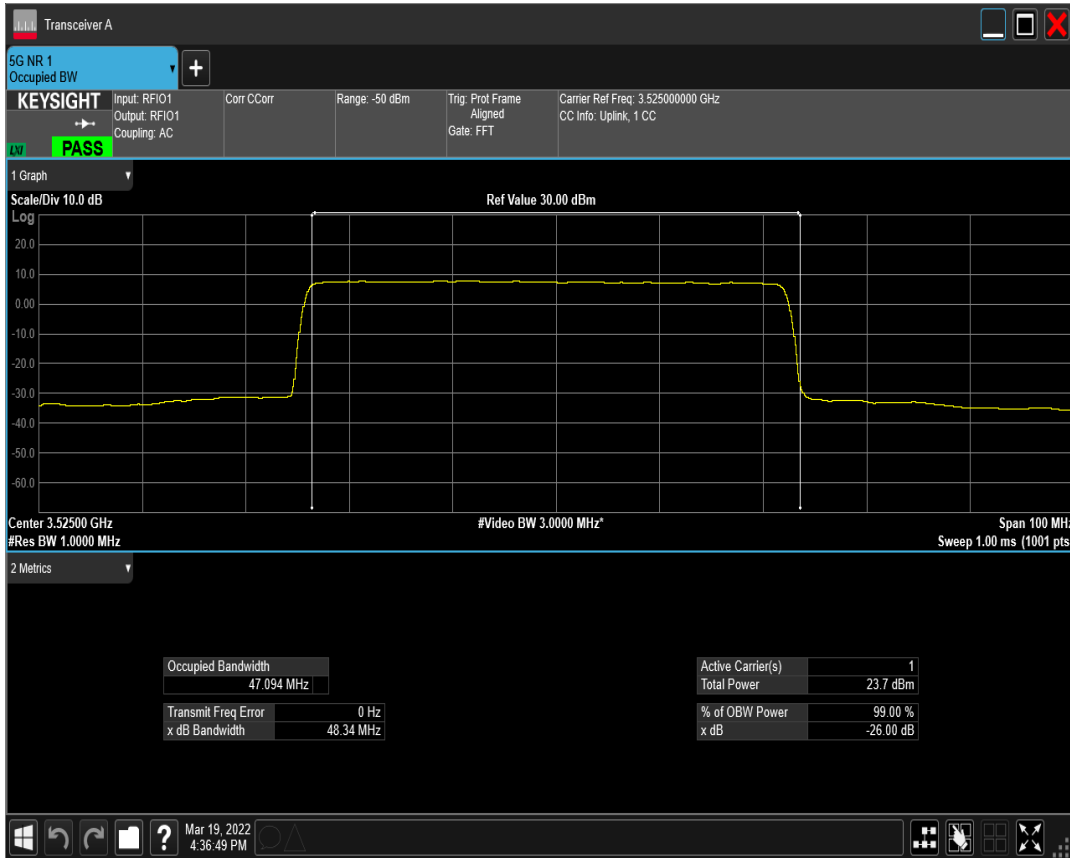 Transceiver A
5G NR 1
Occupied BW
+
KEYSIGHT
LXI
PASS
Input: RFIO1
Output: RFIO1
Coupling: AC
Corr CCorr
Range: -50 dBm
Trig: Prot Frame
Aligned
Gate: FFT
Carrier Ref Freq: 3.525000000 GHz
CC Info: Uplink, 1 CC
1 Graph
Scale/Div 10.0 dB
Ref Value 30.00 dBm
Log
20.0
10.0
0.00
-10.0
-20.0
-30.0
-40.0
-50.0
-60.0
Center 3.52500 GHz
#Video BW 3.0000 MHz*
Span 100 MHz
#Res BW 1.0000 MHz
Sweep 1.00 ms (1001 pts
2 Metrics
Occupied Bandwidth
47.094 MHz
Transmit Freq Error 0 Hz
x dB Bandwidth 48.34 MHz
Active Carrier(s) 1
Total Power 23.7 dBm
% of OBW Power 99.00 %
x dB -26.00 dB
?
Mar 19, 2022
4:36:49 PM